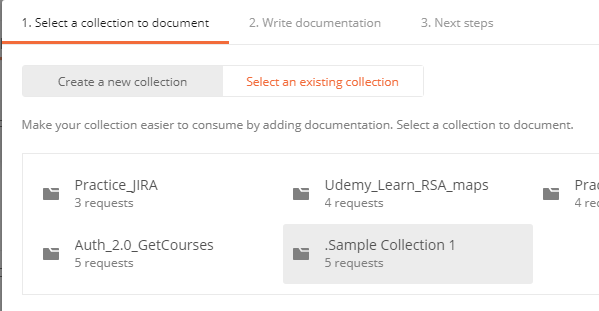 1. Select a collection to document 2. Write documentation 3. Next steps
Create a new collection Select an existing collection
Make your collection easier to consume by adding documentation. Select a collection to document.
Practice_JIRA Udemy_Learn_RSA_maps
3 requests 4 requests
Auth_2.0_GetCourses .Sample Collection 1
5 requests 5 requests